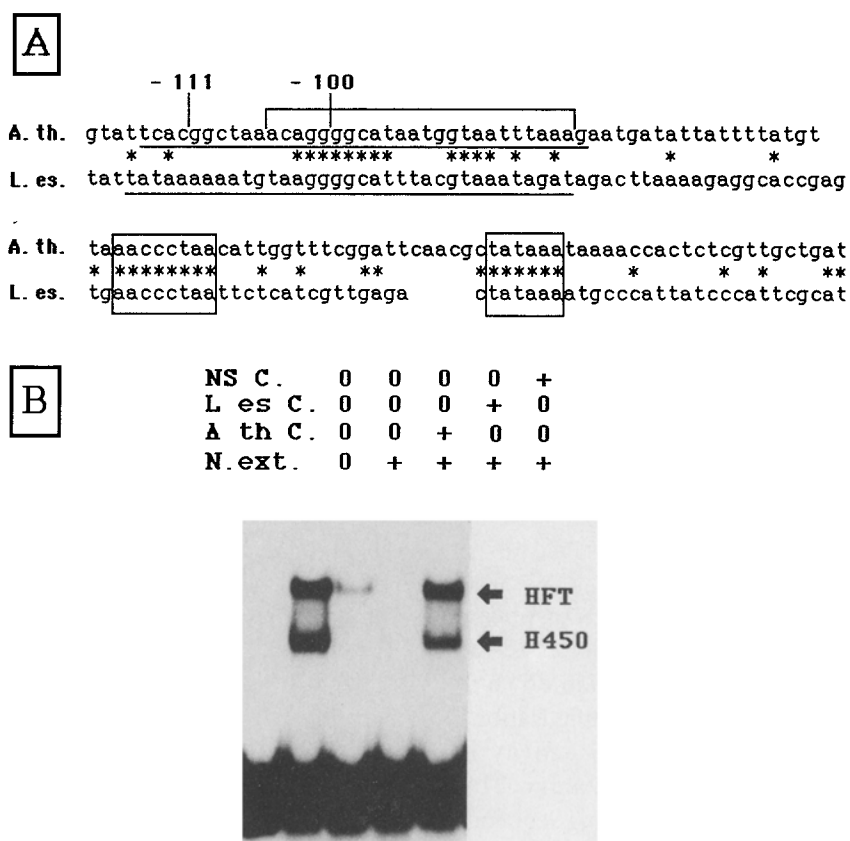 A
- 111 - 100
A. th. gtattcacggctaaacaggggcataatggtaatttaaagaatgatattattttatgt
* * ******** **** * * * *
L. es. tattataaaaaatgtaaggggcatttacgtaaatagatagacttaaaagaggcaccgag
A. th. taaaccctaacattggtttcggattcaacgctataaataaaaccactctcgttgctgat
* ******** * * ** ******* * * * **
L. es. tgaaccctaattctcatcgttgaga ctataaaatgcccattatcccattcgcat
B
NS C. 0 0 0 0 +
L es C. 0 0 0 + 0
A th C. 0 0 + 0 0
N.ext. 0 + + + +
HFT
H450